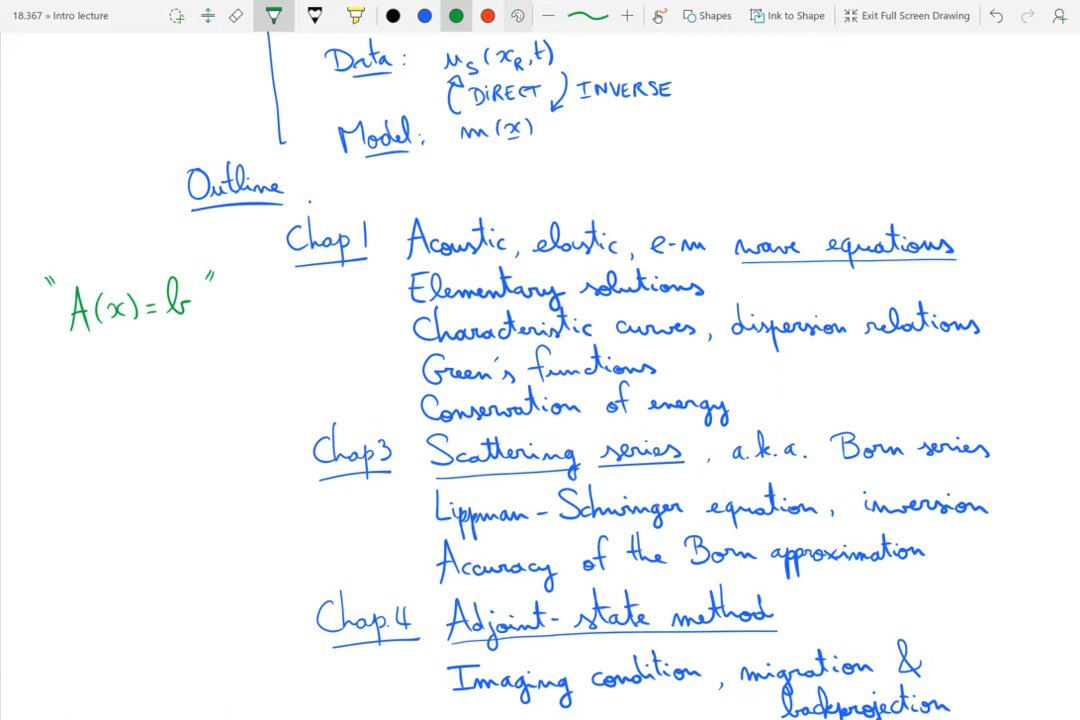 18.367 » Intro lecture
Shapes
Ink to Shape
Exit Full Screen Drawing
Data: u_S(x_R, t)
DIRECT INVERSE
Model: m(x)
Outline
Chap 1 Acoustic, elastic, e-m wave equations
Elementary solutions
"A(x) = b"
Characteristic curves, dispersion relations
Green's functions
Conservation of energy
Chap 3 Scattering series, a.k.a. Born series
Lippman-Schwinger equation, inversion
Accuracy of the Born approximation
Chap. 4 Adjoint-state method
Imaging condition, migration &
backprojection